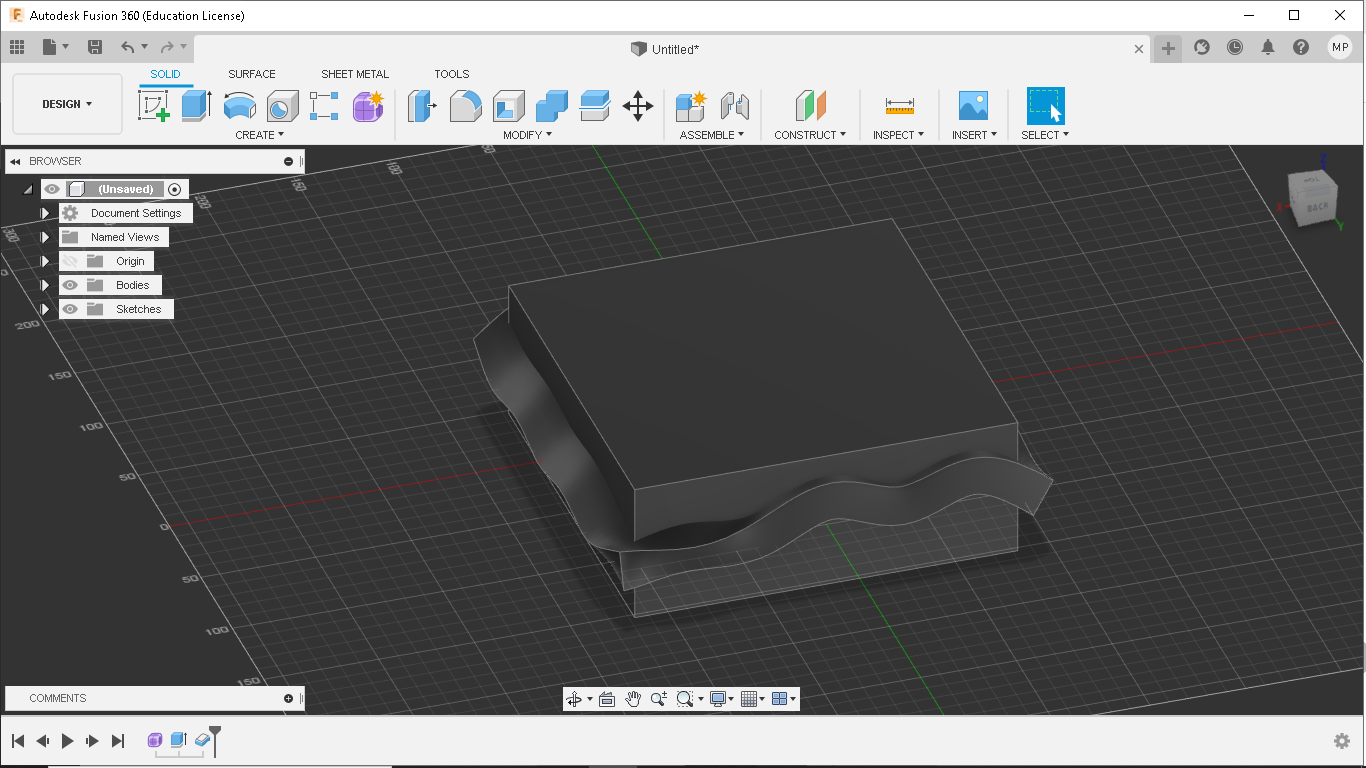 Autodesk Fusion 360 (Education License)
Untitled*
MP
SOLID
SURFACE
SHEET METAL
TOOLS
DESIGN
CREATE
MODIFY
ASSEMBLE
CONSTRUCT
INSPECT
INSERT
SELECT
BROWSER
(Unsaved)
Document Settings
Named Views
Origin
Bodies
Sketches
50
100
150
200
300
200
150
100
50
0
50
100
150
Z
X
BACK
Y
COMMENTS